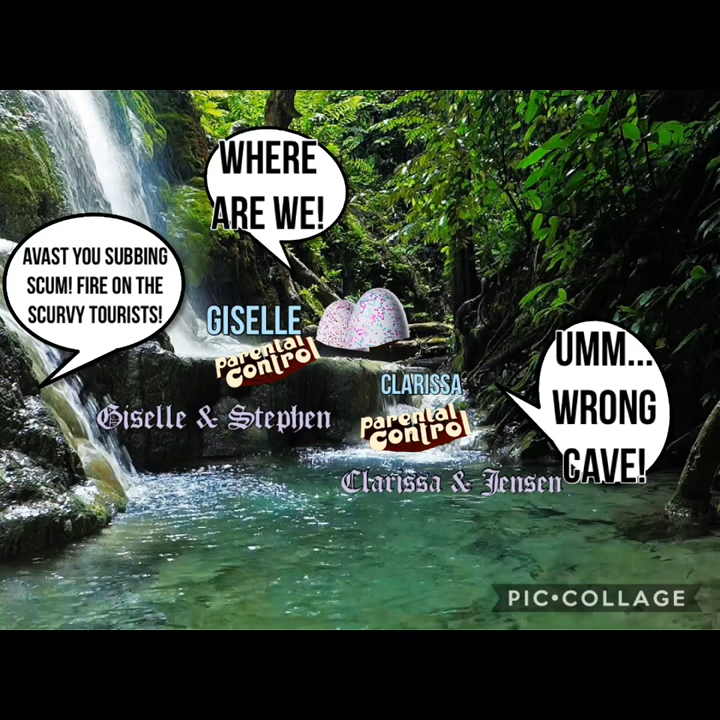 WHERE
ARE WE!
AVAST YOU SUBBING
SCUM! FIRE ON THE
SCURVY TOURISTS!
GISELLE
parental
control
Giselle & Stephen
CLARISSA
parental
control
Clarissa & Jensen
UMM...
WRONG
CAVE!
PIC•COLLAGE